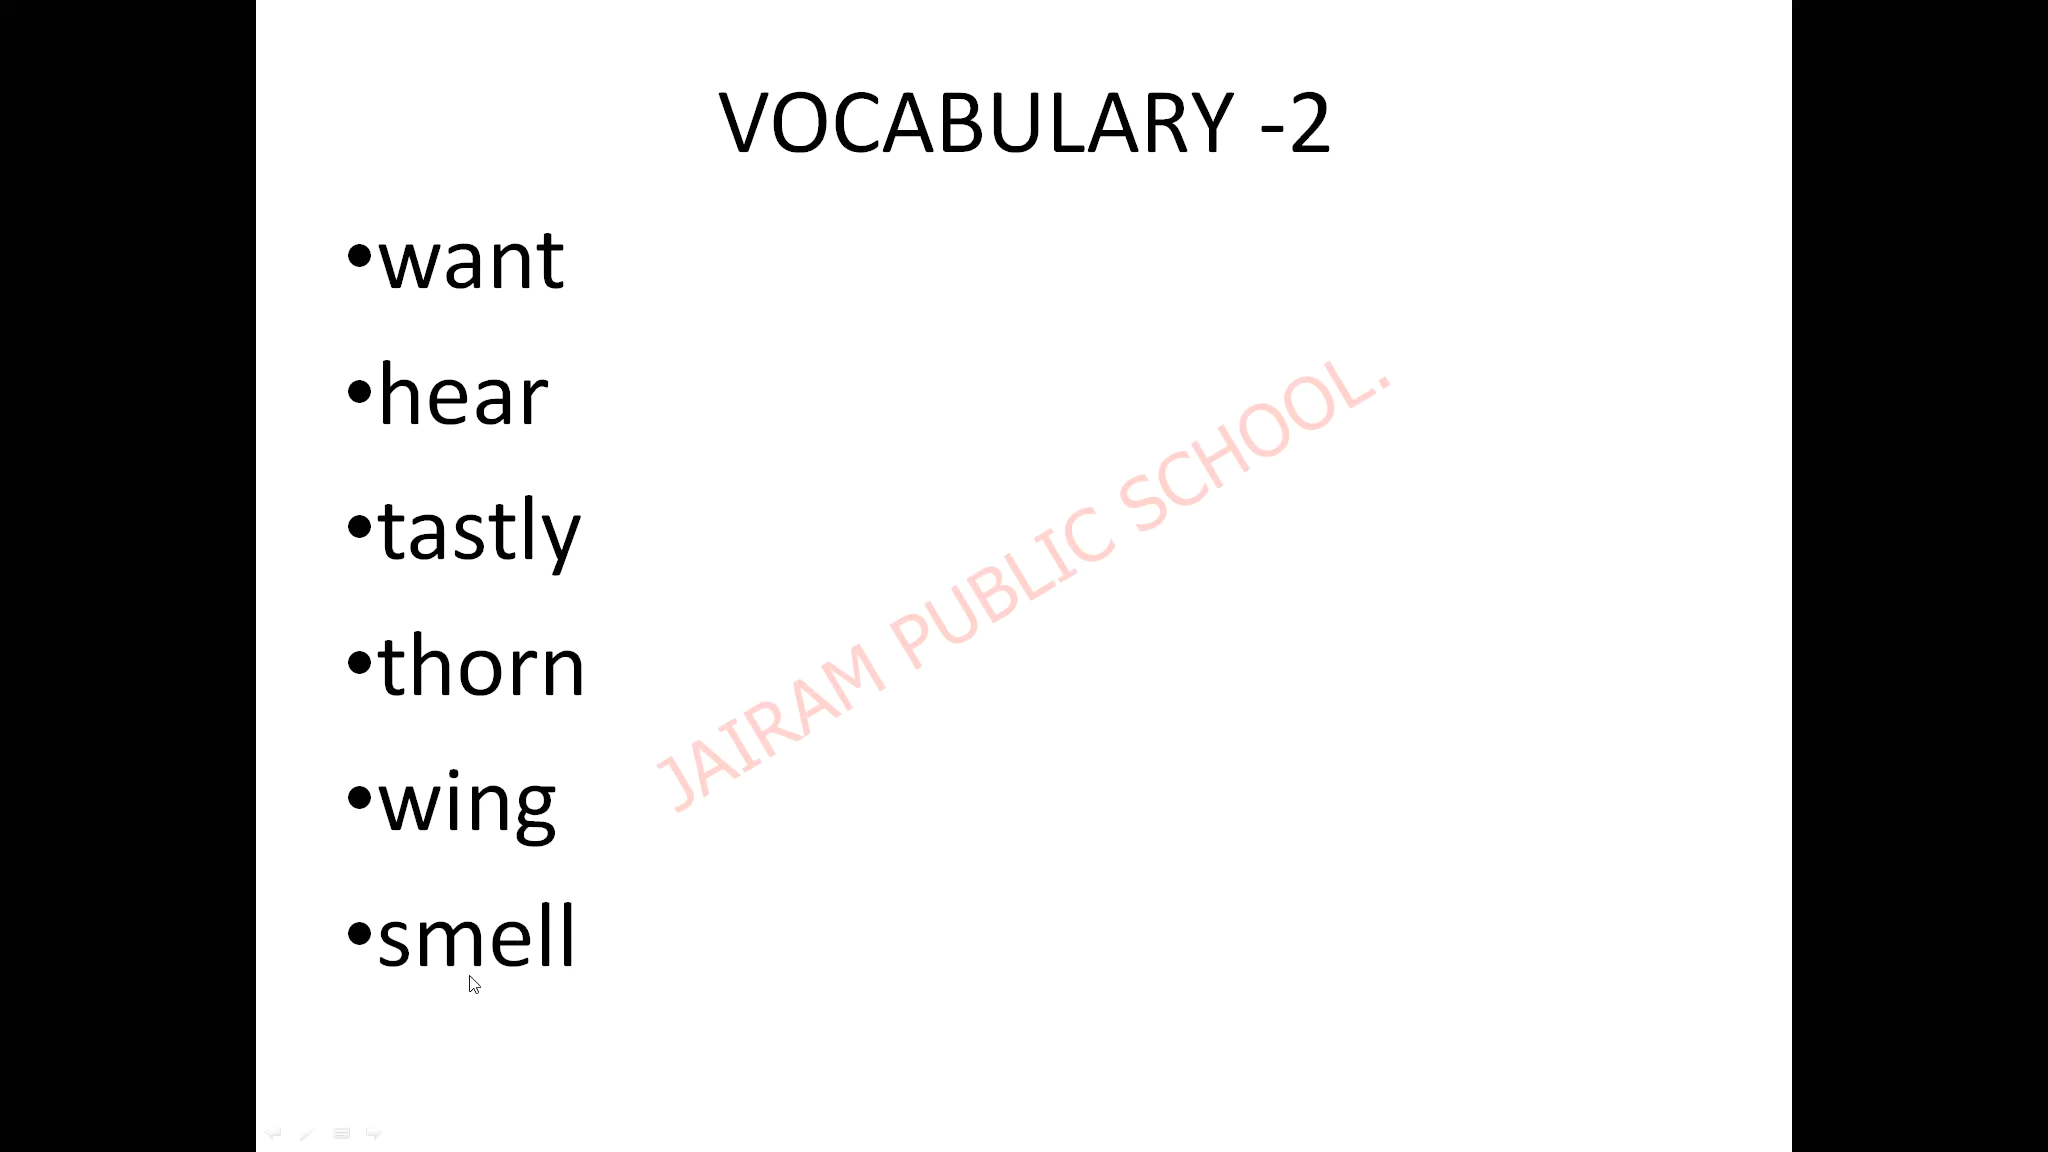 VOCABULARY -2
•want
•hear
•tastly
•thorn
•wing
•smell
JAIRAM PUBLIC SCHOOL.